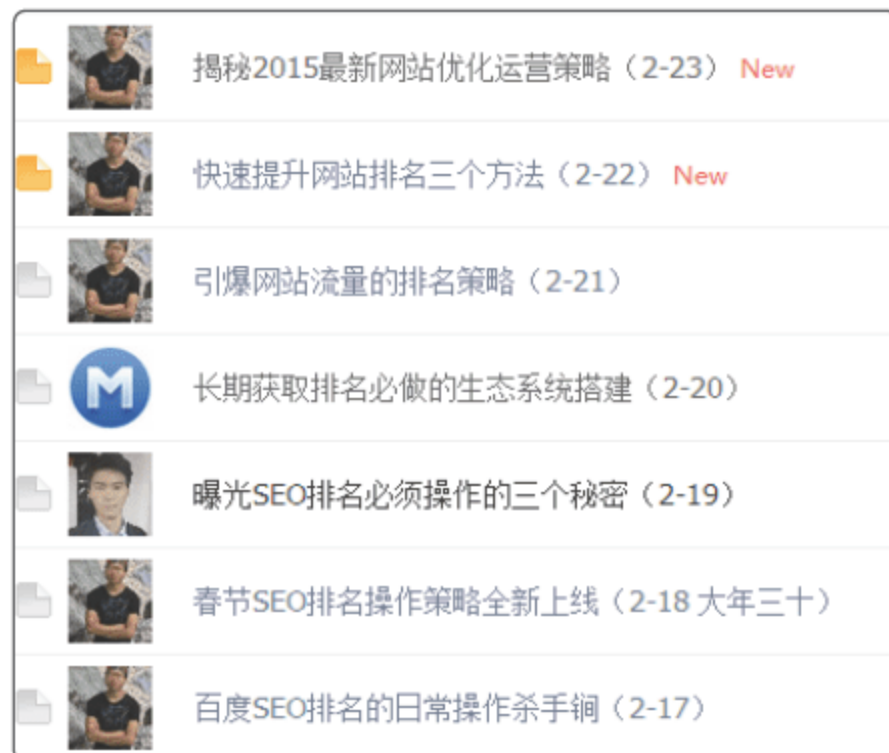 揭秘2015最新网站优化运营策略（2-23） New
快速提升网站排名三个方法（2-22） New
引爆网站流量的排名策略（2-21）
M
长期获取排名必做的生态系统搭建（2-20）
曝光SEO排名必须操作的三个秘密（2-19）
春节SEO排名操作策略全新上线（2-18 大年三十）
百度SEO排名的日常操作杀手锏（2-17）